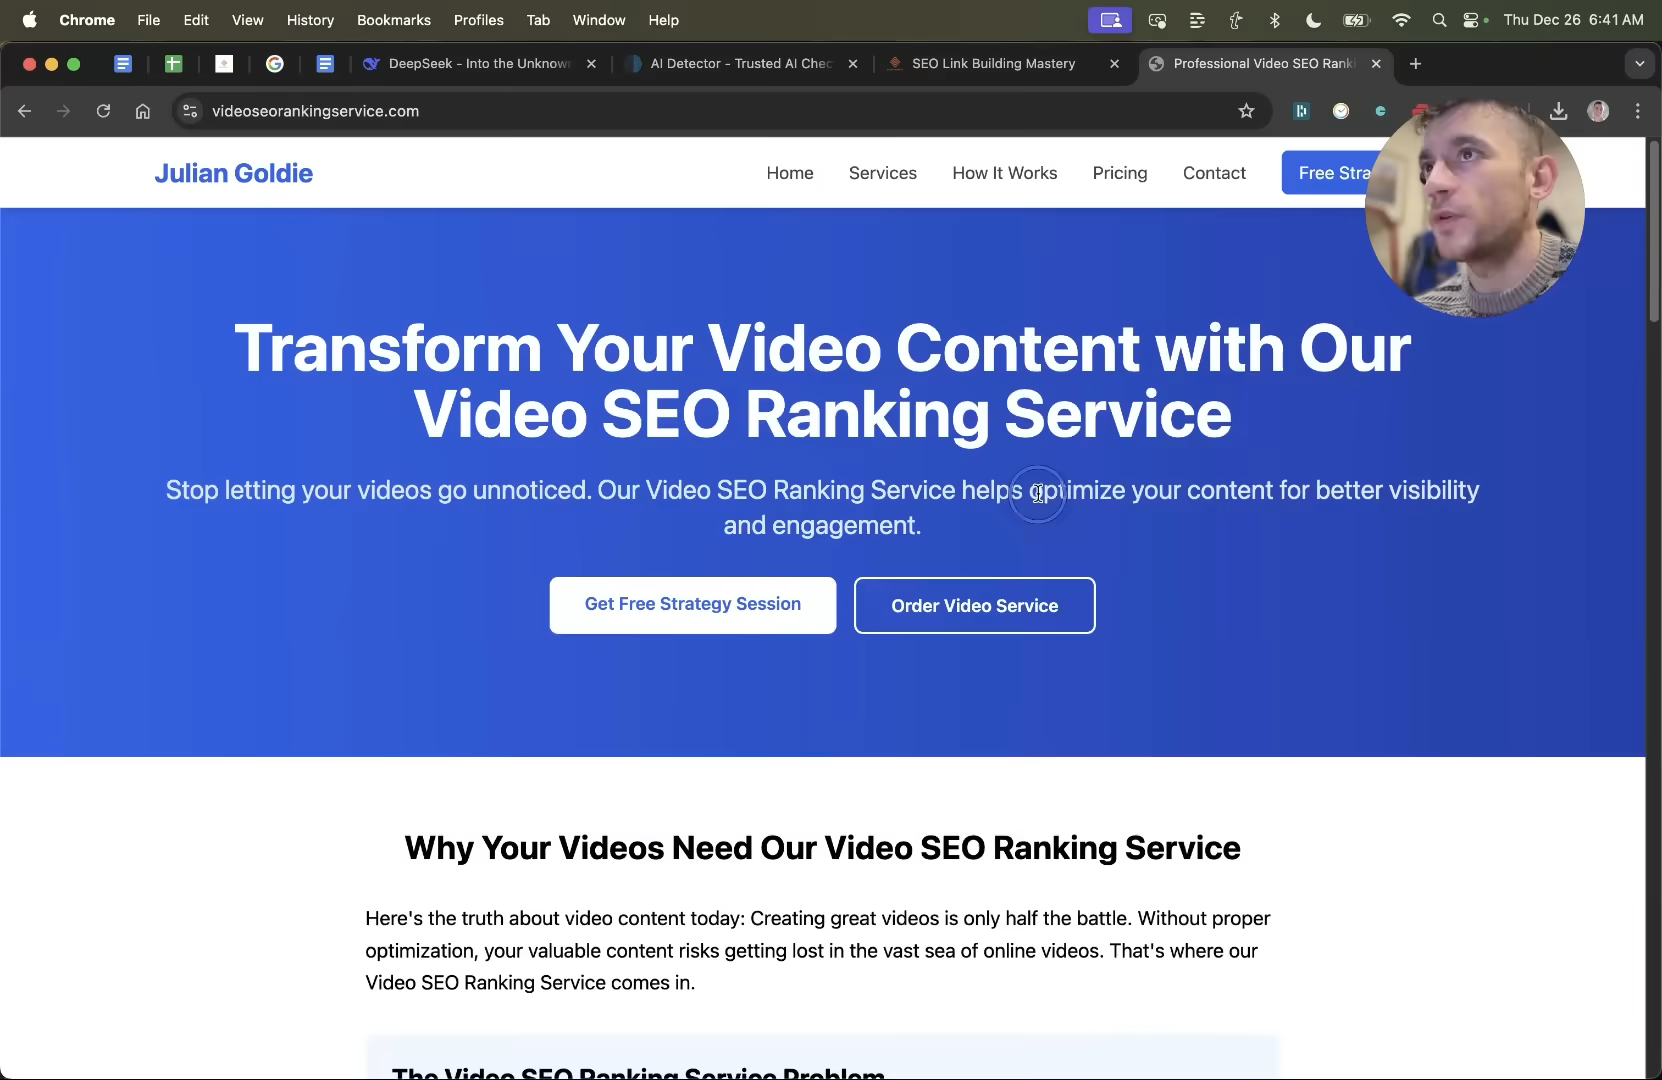 Chrome File Edit View History Bookmarks Profiles Tab Window Help Thu Dec 26 6:41 AM
DeepSeek - Into the Unknow AI Detector - Trusted AI Chec SEO Link Building Mastery Professional Video SEO Ranki
videoseorankingservice.com
Julian Goldie Home Services How It Works Pricing Contact Free Stra
Transform Your Video Content with Our
Video SEO Ranking Service
Stop letting your videos go unnoticed. Our Video SEO Ranking Service helps optimize your content for better visibility
and engagement.
Get Free Strategy Session Order Video Service
Why Your Videos Need Our Video SEO Ranking Service
Here's the truth about video content today: Creating great videos is only half the battle. Without proper
optimization, your valuable content risks getting lost in the vast sea of online videos. That's where our
Video SEO Ranking Service comes in.
The Video SEO Ranking Service Problem